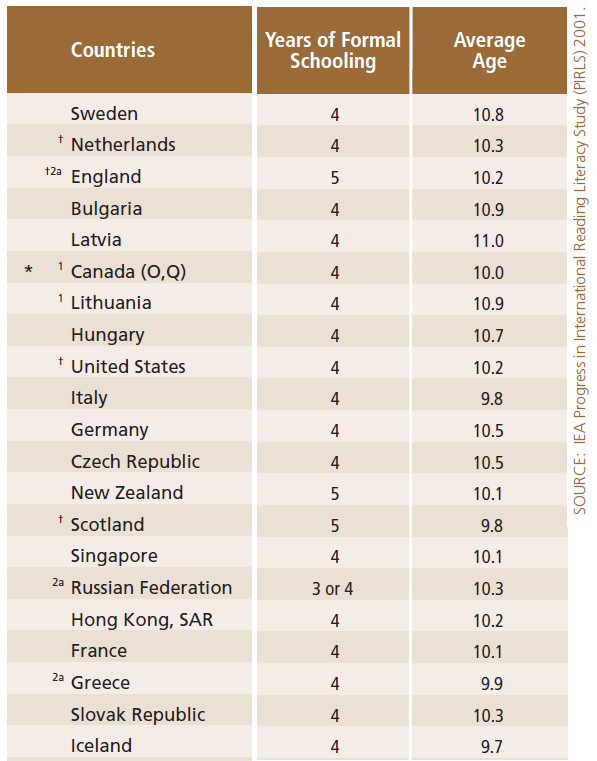 Countries Years of Formal Schooling Average Age
Sweden 4 10.8
† Netherlands 4 10.3
†2a England 5 10.2
Bulgaria 4 10.9
Latvia 4 11.0
* 1 Canada (O,Q) 4 10.0
1 Lithuania 4 10.9
Hungary 4 10.7
† United States 4 10.2
Italy 4 9.8
Germany 4 10.5
Czech Republic 4 10.5
New Zealand 5 10.1
† Scotland 5 9.8
Singapore 4 10.1
2a Russian Federation 3 or 4 10.3
Hong Kong, SAR 4 10.2
France 4 10.1
2a Greece 4 9.9
Slovak Republic 4 10.3
Iceland 4 9.7
SOURCE: IEA Progress in International Reading Literacy Study (PIRLS) 2001.